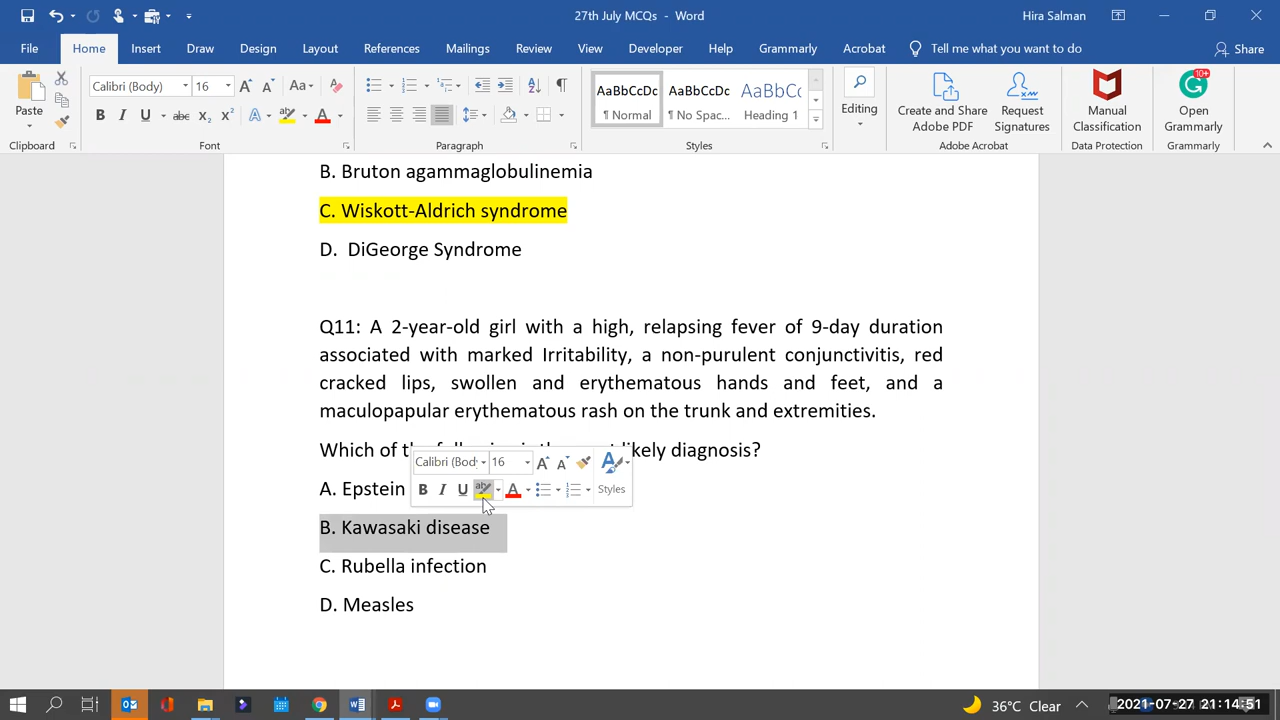 27th July MCQs - Word
Hira Salman
File Home Insert Draw Design Layout References Mailings Review View Developer Help Grammarly Acrobat Tell me what you want to do Share
Calibri (Body) 16
Aa
AaBbCcDc AaBbCcDc AaBbCc
¶ Normal ¶ No Spac... Heading 1
Paste
Editing
Create and Share Adobe PDF
Request Signatures
Manual Classification
Open Grammarly
10+
Clipboard Font Paragraph Styles Adobe Acrobat Data Protection Grammarly
B. Bruton agammaglobulinemia
C. Wiskott-Aldrich syndrome
D. DiGeorge Syndrome
Q11: A 2-year-old girl with a high, relapsing fever of 9-day duration
associated with marked Irritability, a non-purulent conjunctivitis, red
cracked lips, swollen and erythematous hands and feet, and a
maculopapular erythematous rash on the trunk and extremities.
Which of the likely diagnosis?
Calibri (Bod 16
A. Epstein
B I U Styles
B. Kawasaki disease
C. Rubella infection
D. Measles
36°C Clear
2021-07-27 21:14:51